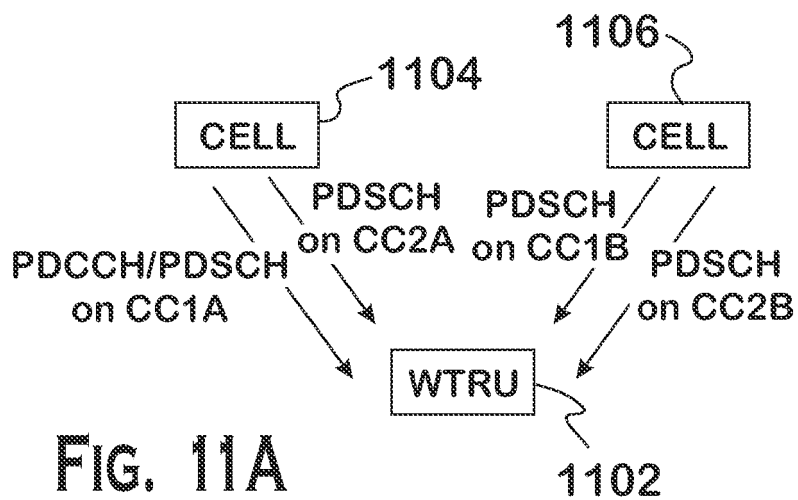 1106
1104
CELL
CELL
PDSCH
on CC2A
PDSCH
on CC1B
PDCCH/PDSCH
on CC1A
PDSCH
on CC2B
WTRU
FIG. 11A
1102